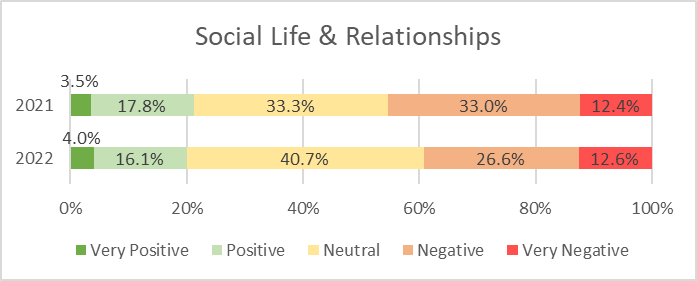 Social Life & Relationships
3.5%
2021 17.8% 33.3% 33.0% 12.4%
4.0%
2022 16.1% 40.7% 26.6% 12.6%
0% 20% 40% 60% 80% 100%
Very Positive Positive Neutral Negative Very Negative